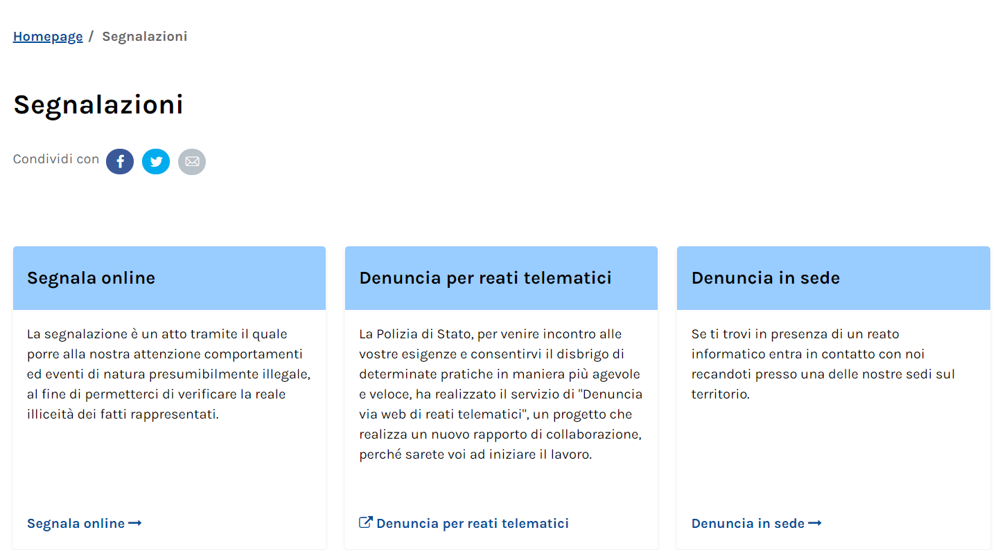 Homepage / Segnalazioni
Segnalazioni
Condividi con
Segnala online
La segnalazione è un atto tramite il quale
porre alla nostra attenzione comportamenti
ed eventi di natura presumibilmente illegale,
al fine di permetterci di verificare la reale
illiceità dei fatti rappresentati.
Segnala online
Denuncia per reati telematici
La Polizia di Stato, per venire incontro alle
vostre esigenze e consentirvi il disbrigo di
determinate pratiche in maniera più agevole
e veloce, ha realizzato il servizio di "Denuncia
via web di reati telematici", un progetto che
realizza un nuovo rapporto di collaborazione,
perché sarete voi ad iniziare il lavoro.
Denuncia per reati telematici
Denuncia in sede
Se ti trovi in presenza di un reato
informatico entra in contatto con noi
recandoti presso una delle nostre sedi sul
territorio.
Denuncia in sede